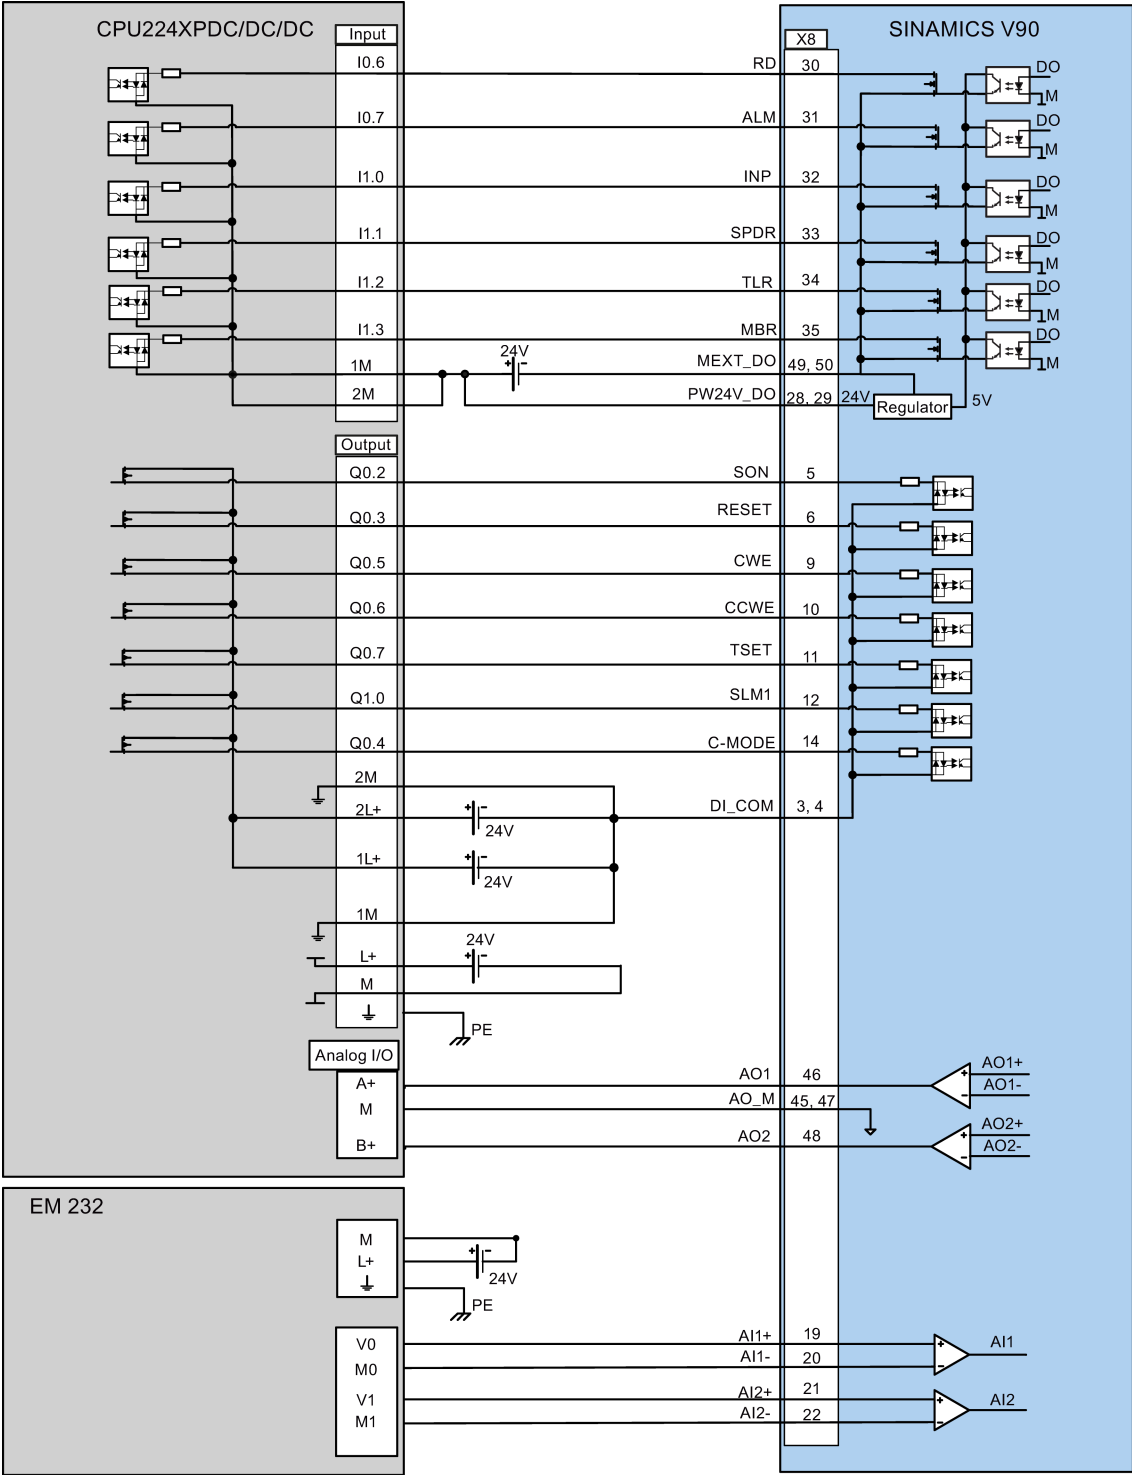 CPU224XPDC/DC/DC
SINAMICS V90
Input
X8
I0.6 RD 30 DO
M
I0.7 ALM 31 DO
M
I1.0 INP 32 DO
M
I1.1 SPDR 33 DO
M
I1.2 TLR 34 DO
M
I1.3 MBR 35 DO
M
24V
+ -
1M MEXT_DO 49, 50
2M PW24V_DO 28, 29 24V Regulator 5V
Output
Q0.2 SON 5
Q0.3 RESET 6
Q0.5 CWE 9
Q0.6 CCWE 10
Q0.7 TSET 11
Q1.0 SLM1 12
Q0.4 C-MODE 14
2M
2L+ + - DI_COM 3, 4
24V
1L+ + -
24V
1M
24V
L+ + -
M
PE
Analog I/O
A+ AO1 46 + AO1+
- AO1-
M AO_M 45, 47
B+ AO2 48 + AO2+
- AO2-
EM 232
M
L+ + -
24V
PE
V0 AI1+ 19 + AI1
M0 AI1- 20 -
V1 AI2+ 21 + AI2
M1 AI2- 22 -